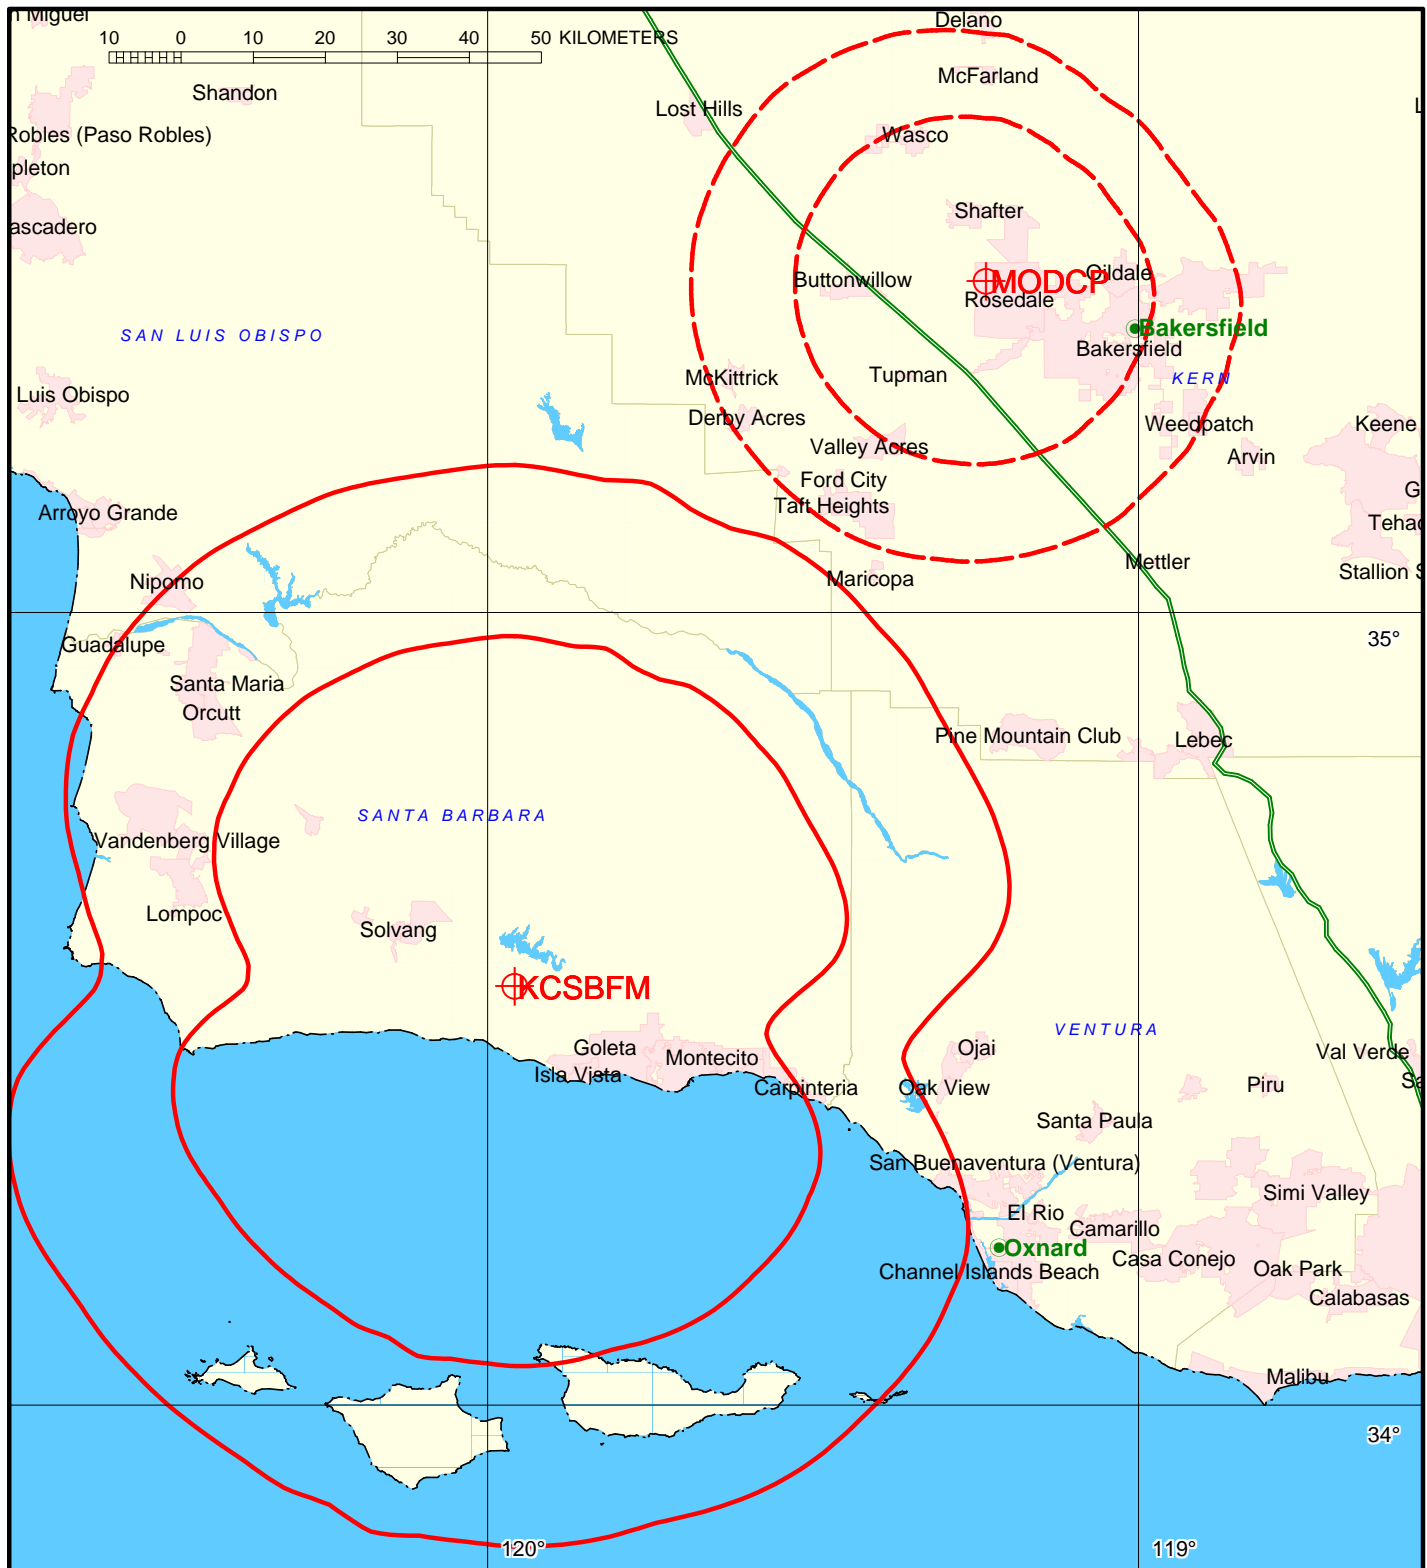 n Miguel
Delano
10 0 10 20 30 40 50 KILOMETERS
McFarland
Shandon
Lost Hills
Robles (Paso Robles)
Wasco
pleton
Shafter
ascadero
Oildale
Buttonwillow
MODCP
Rosedale
Bakersfield
SAN LUIS OBISPO
Bakersfield
McKittrick
Tupman
KERN
Luis Obispo
Derby Acres
Weedpatch
Keene
Valley Acres
Arvin
Ford City
G
Taft Heights
Arroyo Grande
Tehac
Mettler
Stallion S
Nipomo
Maricopa
35°
Guadalupe
Santa Maria
Orcutt
Pine Mountain Club
Lebec
SANTA BARBARA
Vandenberg Village
Lompoc
Solvang
KCSBFM
VENTURA
Goleta
Montecito
Ojai
Val Verde
Isla Vista
Carpinteria
Oak View
Piru
Sa
Santa Paula
San Buenaventura (Ventura)
Simi Valley
El Rio
Camarillo
Oxnard
Casa Conejo
Channel Islands Beach
Oak Park
Calabasas
Malibu
34°
120°
119°